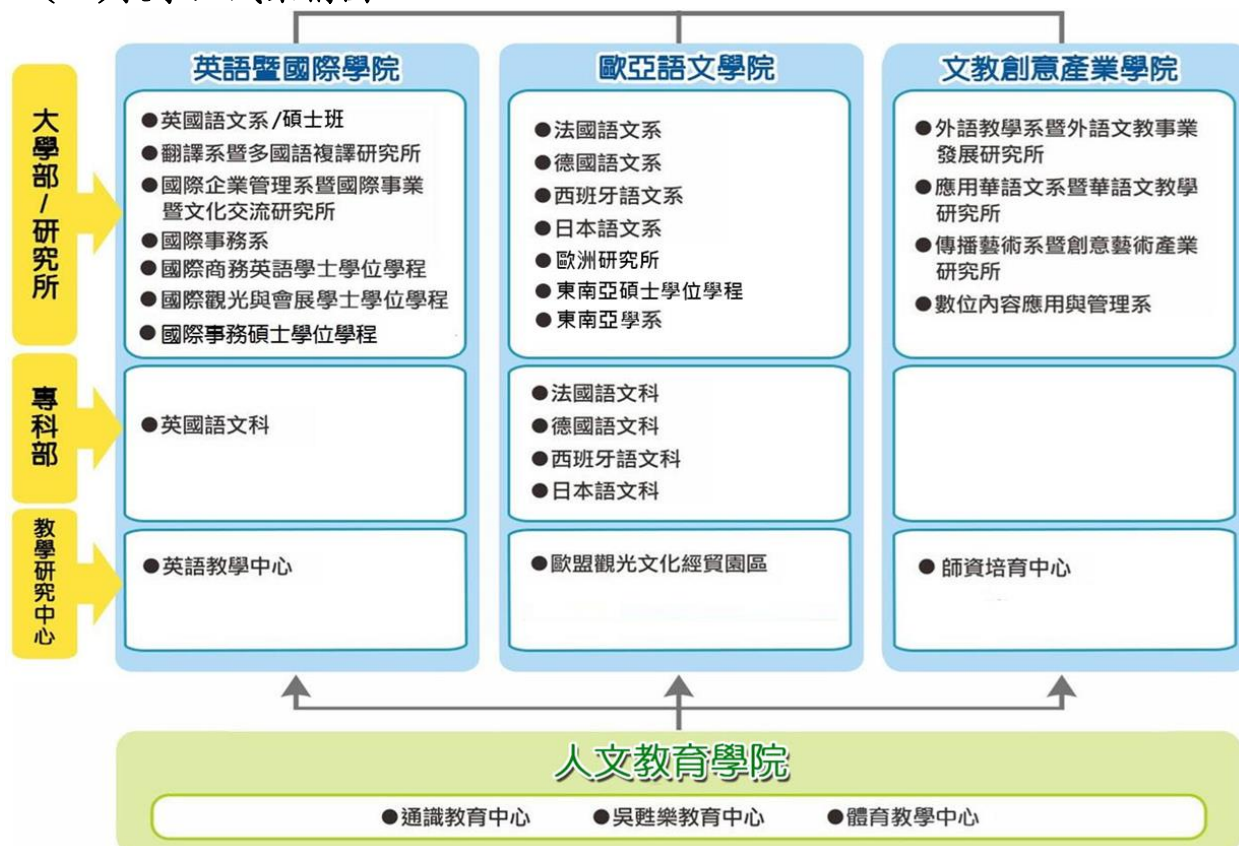 英語暨國際學院
歐亞語文學院
文教創意產業學院
大學部/研究所
●英國語文系/碩士班
●翻譯系暨多國語複譯研究所
●國際企業管理系暨國際事業
暨文化交流研究所
●國際事務系
●國際商務英語學士學位學程
●國際觀光與會展學士學位學程
●國際事務碩士學位學程
●法國語文系
●德國語文系
●西班牙語文系
●日本語文系
●歐洲研究所
●東南亞碩士學位學程
●東南亞學系
●外語教學系暨外語文教事業
發展研究所
●應用華語文系暨華語文教學
研究所
●傳播藝術系暨創意藝術產業
研究所
●數位內容應用與管理系
專科部
●英國語文科
●法國語文科
●德國語文科
●西班牙語文科
●日本語文科
教學研究中心
●英語教學中心
●歐盟觀光文化經貿園區
●師資培育中心
人文教育學院
●通識教育中心 ●吳甦樂教育中心 ●體育教學中心